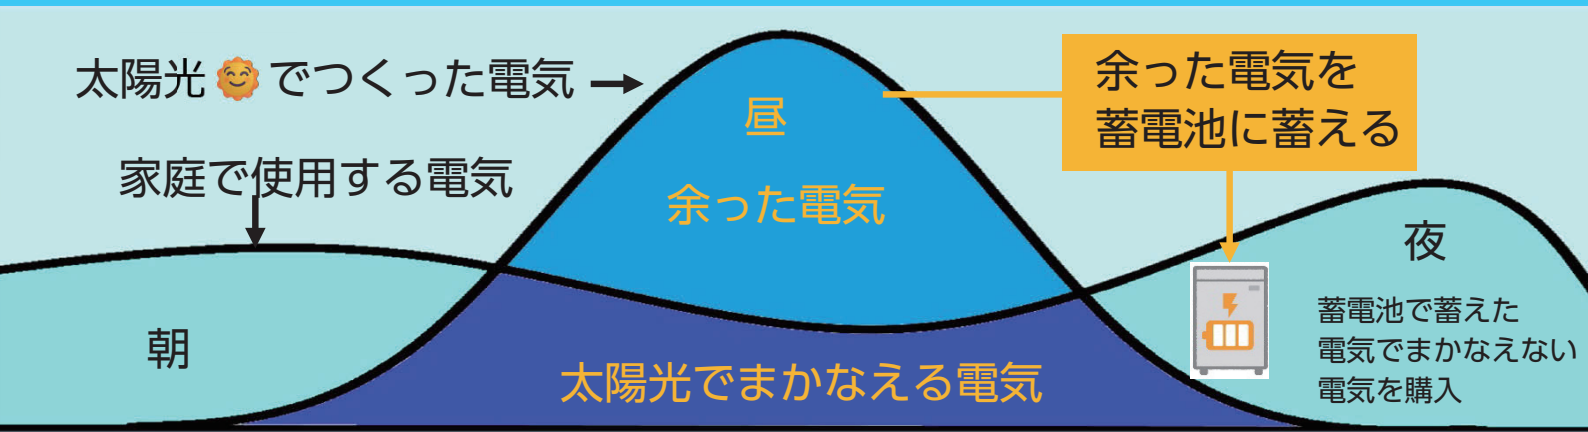 太陽光でつくった電気
家庭で使用する電気
昼
余った電気
余った電気を
蓄電池に蓄える
朝
太陽光でまかなえる電気
夜
蓄電池で蓄えた
電気でまかなえない
電気を購入